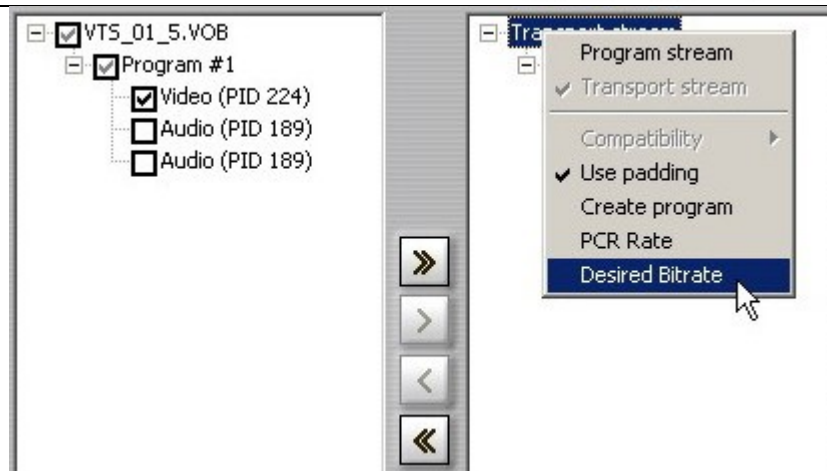 VTS_01_5.VOB
Program #1
Video (PID 224)
Audio (PID 189)
Audio (PID 189)
Program stream
Transport stream
Compatibility
Use padding
Create program
PCR Rate
Desired Bitrate